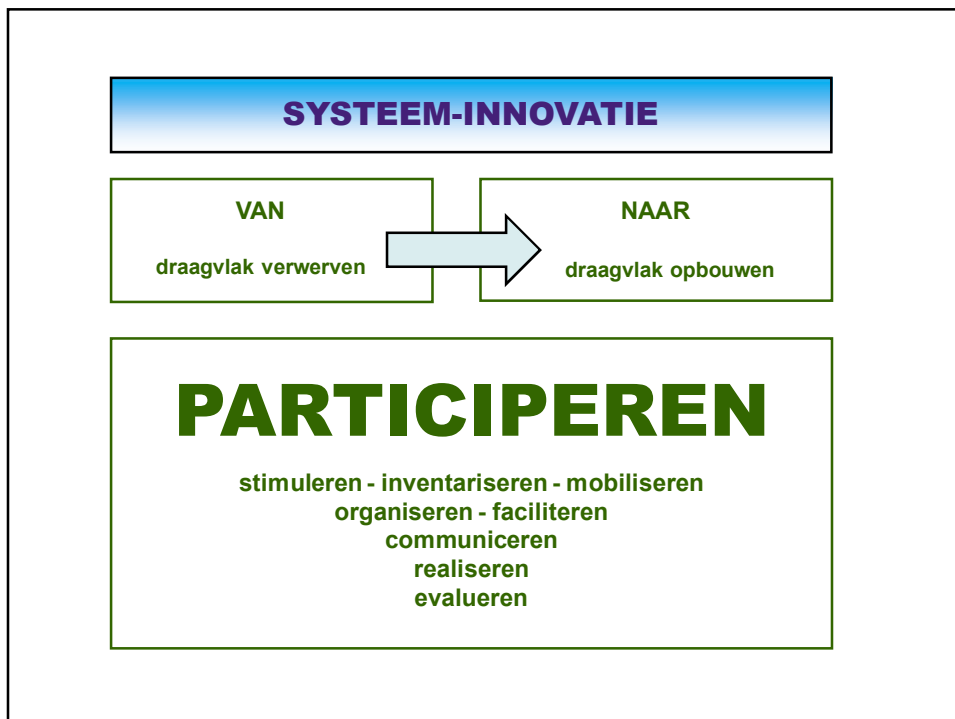 SYSTEEM-INNOVATIE
VAN
draagvlak verwerven
NAAR
draagvlak opbouwen
PARTICIPEREN
stimuleren - inventariseren - mobiliseren
organiseren - faciliteren
communiceren
realiseren
evalueren